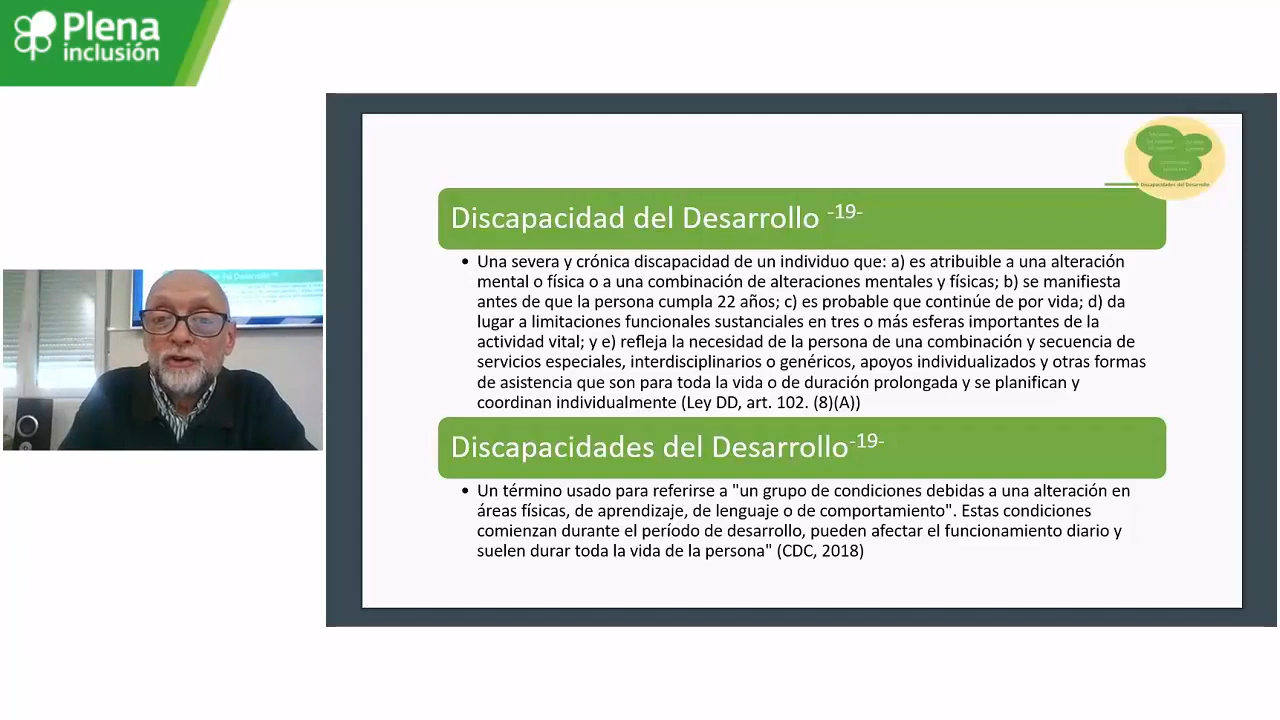 Plena
inclusión
Discapacidades del Desarrollo
Discapacidad del Desarrollo -19-
• Una severa y crónica discapacidad de un individuo que: a) es atribuible a una alteración
mental o física o a una combinación de alteraciones mentales y físicas; b) se manifiesta
antes de que la persona cumpla 22 años; c) es probable que continúe de por vida; d) da
lugar a limitaciones funcionales sustanciales en tres o más esferas importantes de la
actividad vital; y e) refleja la necesidad de la persona de una combinación y secuencia de
servicios especiales, interdisciplinarios o genéricos, apoyos individualizados y otras formas
de asistencia que son para toda la vida o de duración prolongada y se planifican y
coordinan individualmente (Ley DD, art. 102. (8)(A))
Discapacidades del Desarrollo-19-
• Un término usado para referirse a "un grupo de condiciones debidas a una alteración en
áreas físicas, de aprendizaje, de lenguaje o de comportamiento". Estas condiciones
comienzan durante el período de desarrollo, pueden afectar el funcionamiento diario y
suelen durar toda la vida de la persona" (CDC, 2018)